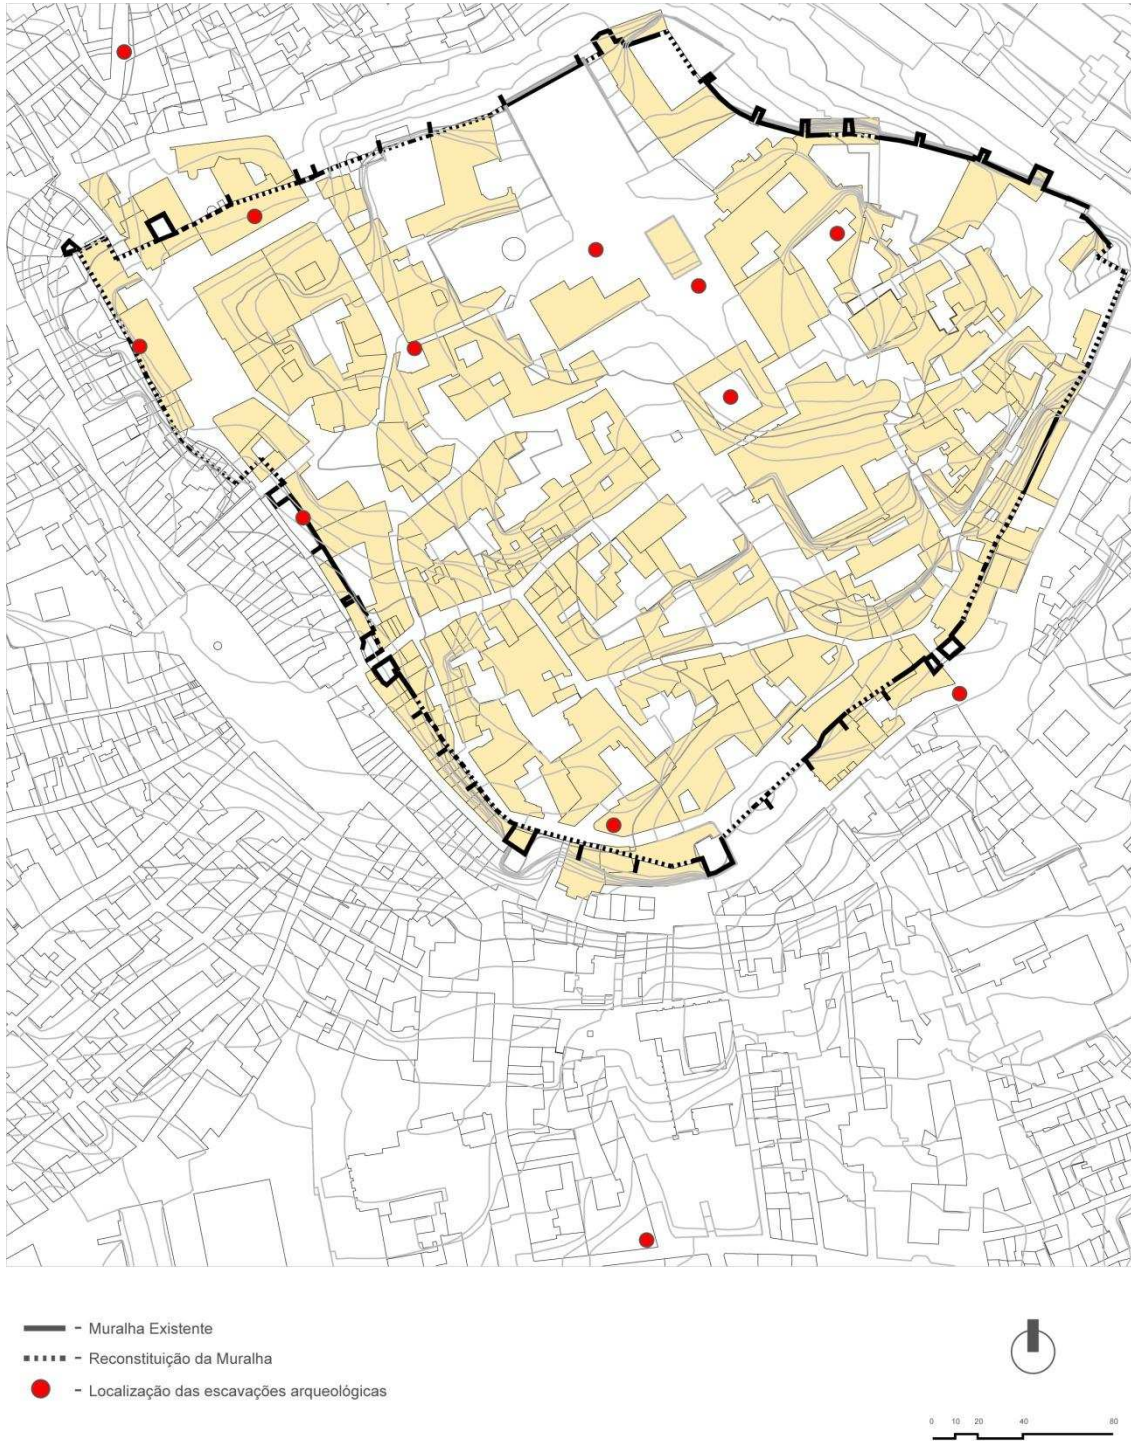 - Muralha Existente
- Reconstituição da Muralha
- Localização das escavações arqueológicas
0 10 20 40 80